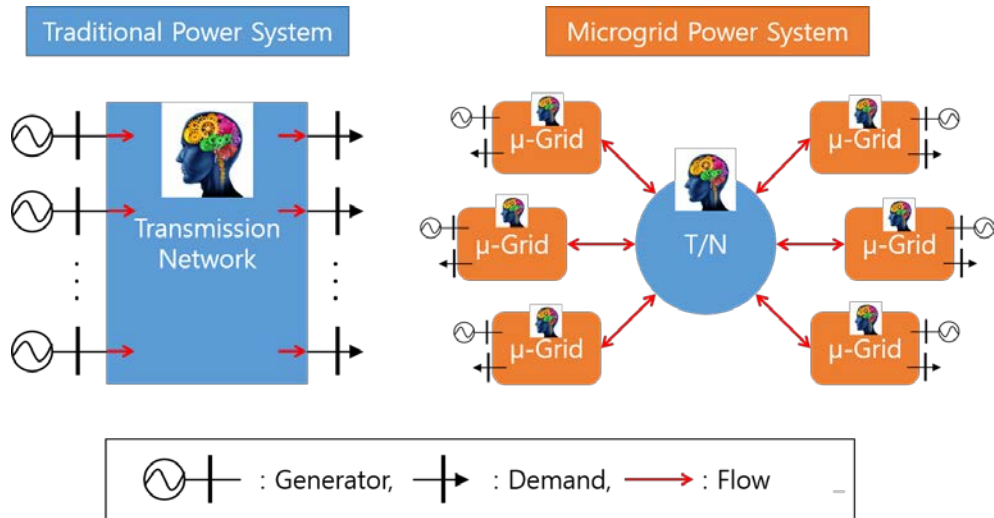 Traditional Power System
Microgrid Power System
Transmission
Network
μ-Grid
μ-Grid
μ-Grid
T/N
μ-Grid
μ-Grid
μ-Grid
: Generator,
: Demand,
: Flow